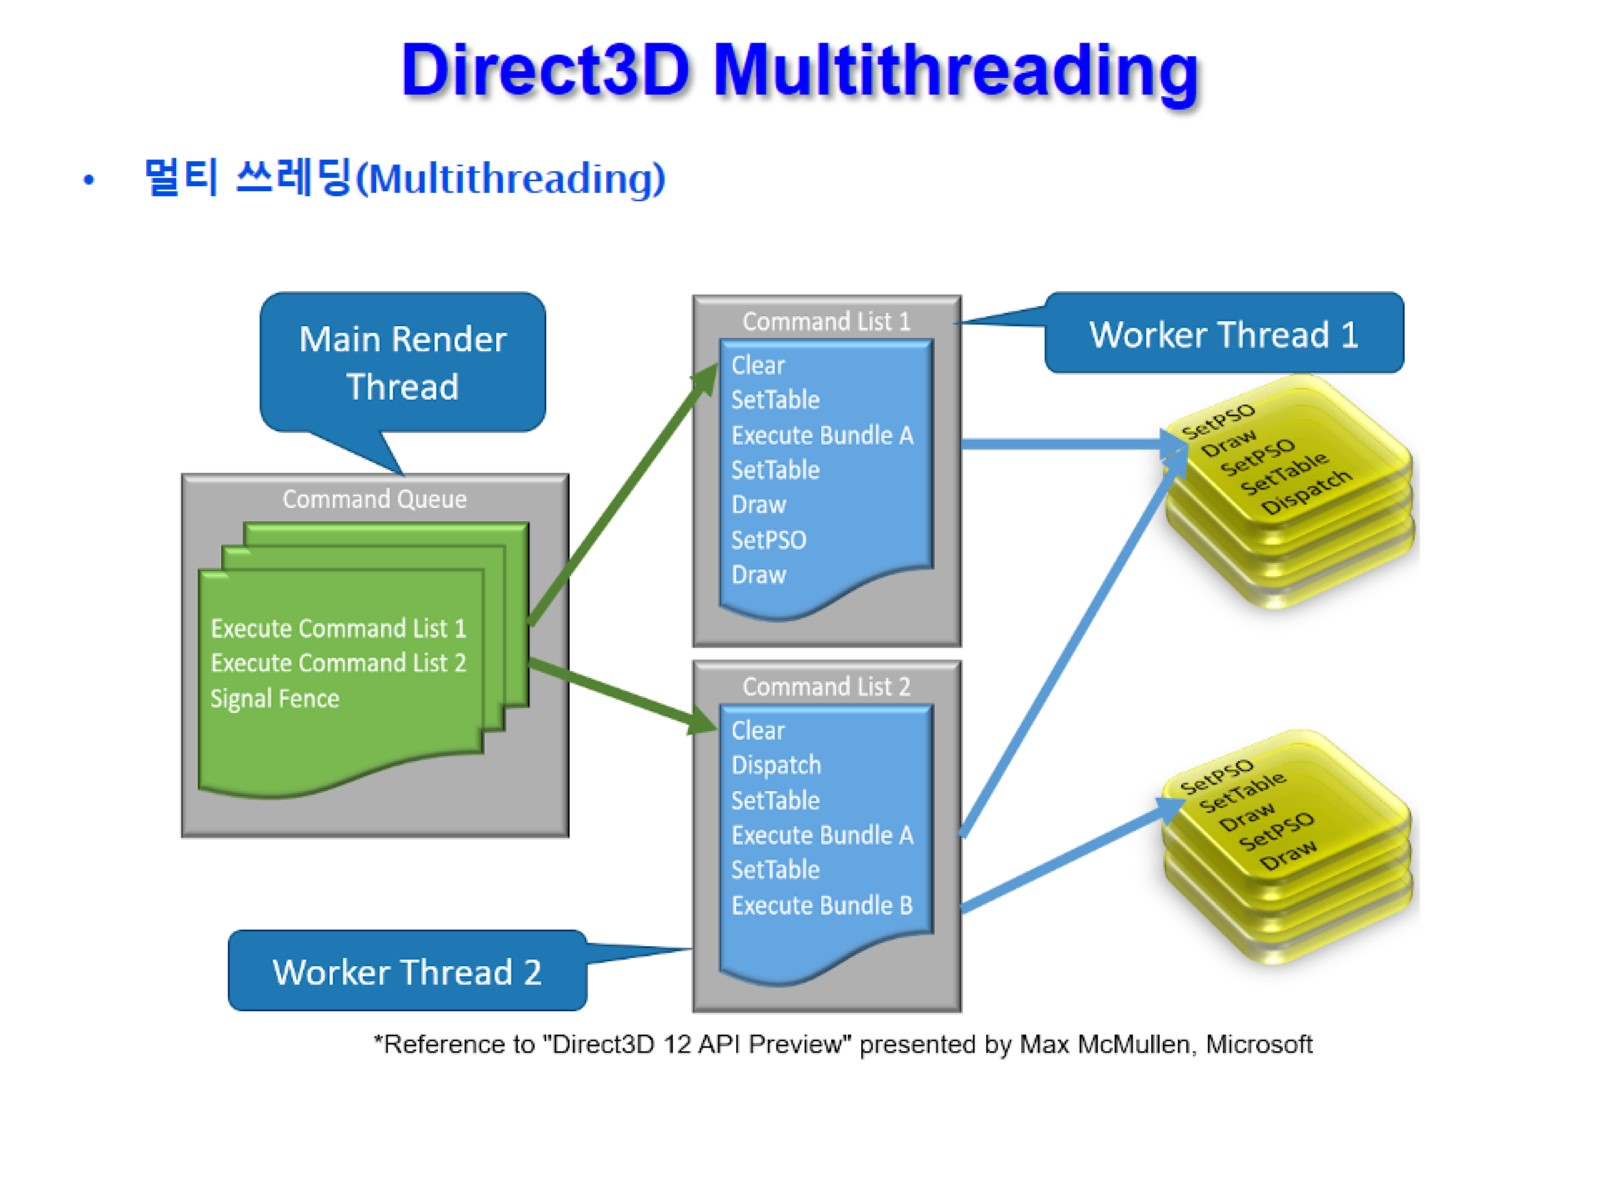 Direct3D Multithreading
• 멀티 쓰레딩(Multithreading)
Main Render
Thread
Command Queue
Execute Command List 1
Execute Command List 2
Signal Fence
Command List 1
Clear
SetTable
Execute Bundle A
SetTable
Draw
SetPSO
Draw
Worker Thread 1
SetPSO
Draw
SetPSO
SetTable
Dispatch
Command List 2
Clear
Dispatch
SetTable
Execute Bundle A
SetTable
Execute Bundle B
SetPSO
SetTable
Draw
SetPSO
Draw
Worker Thread 2
*Reference to "Direct3D 12 API Preview" presented by Max McMullen, Microsoft